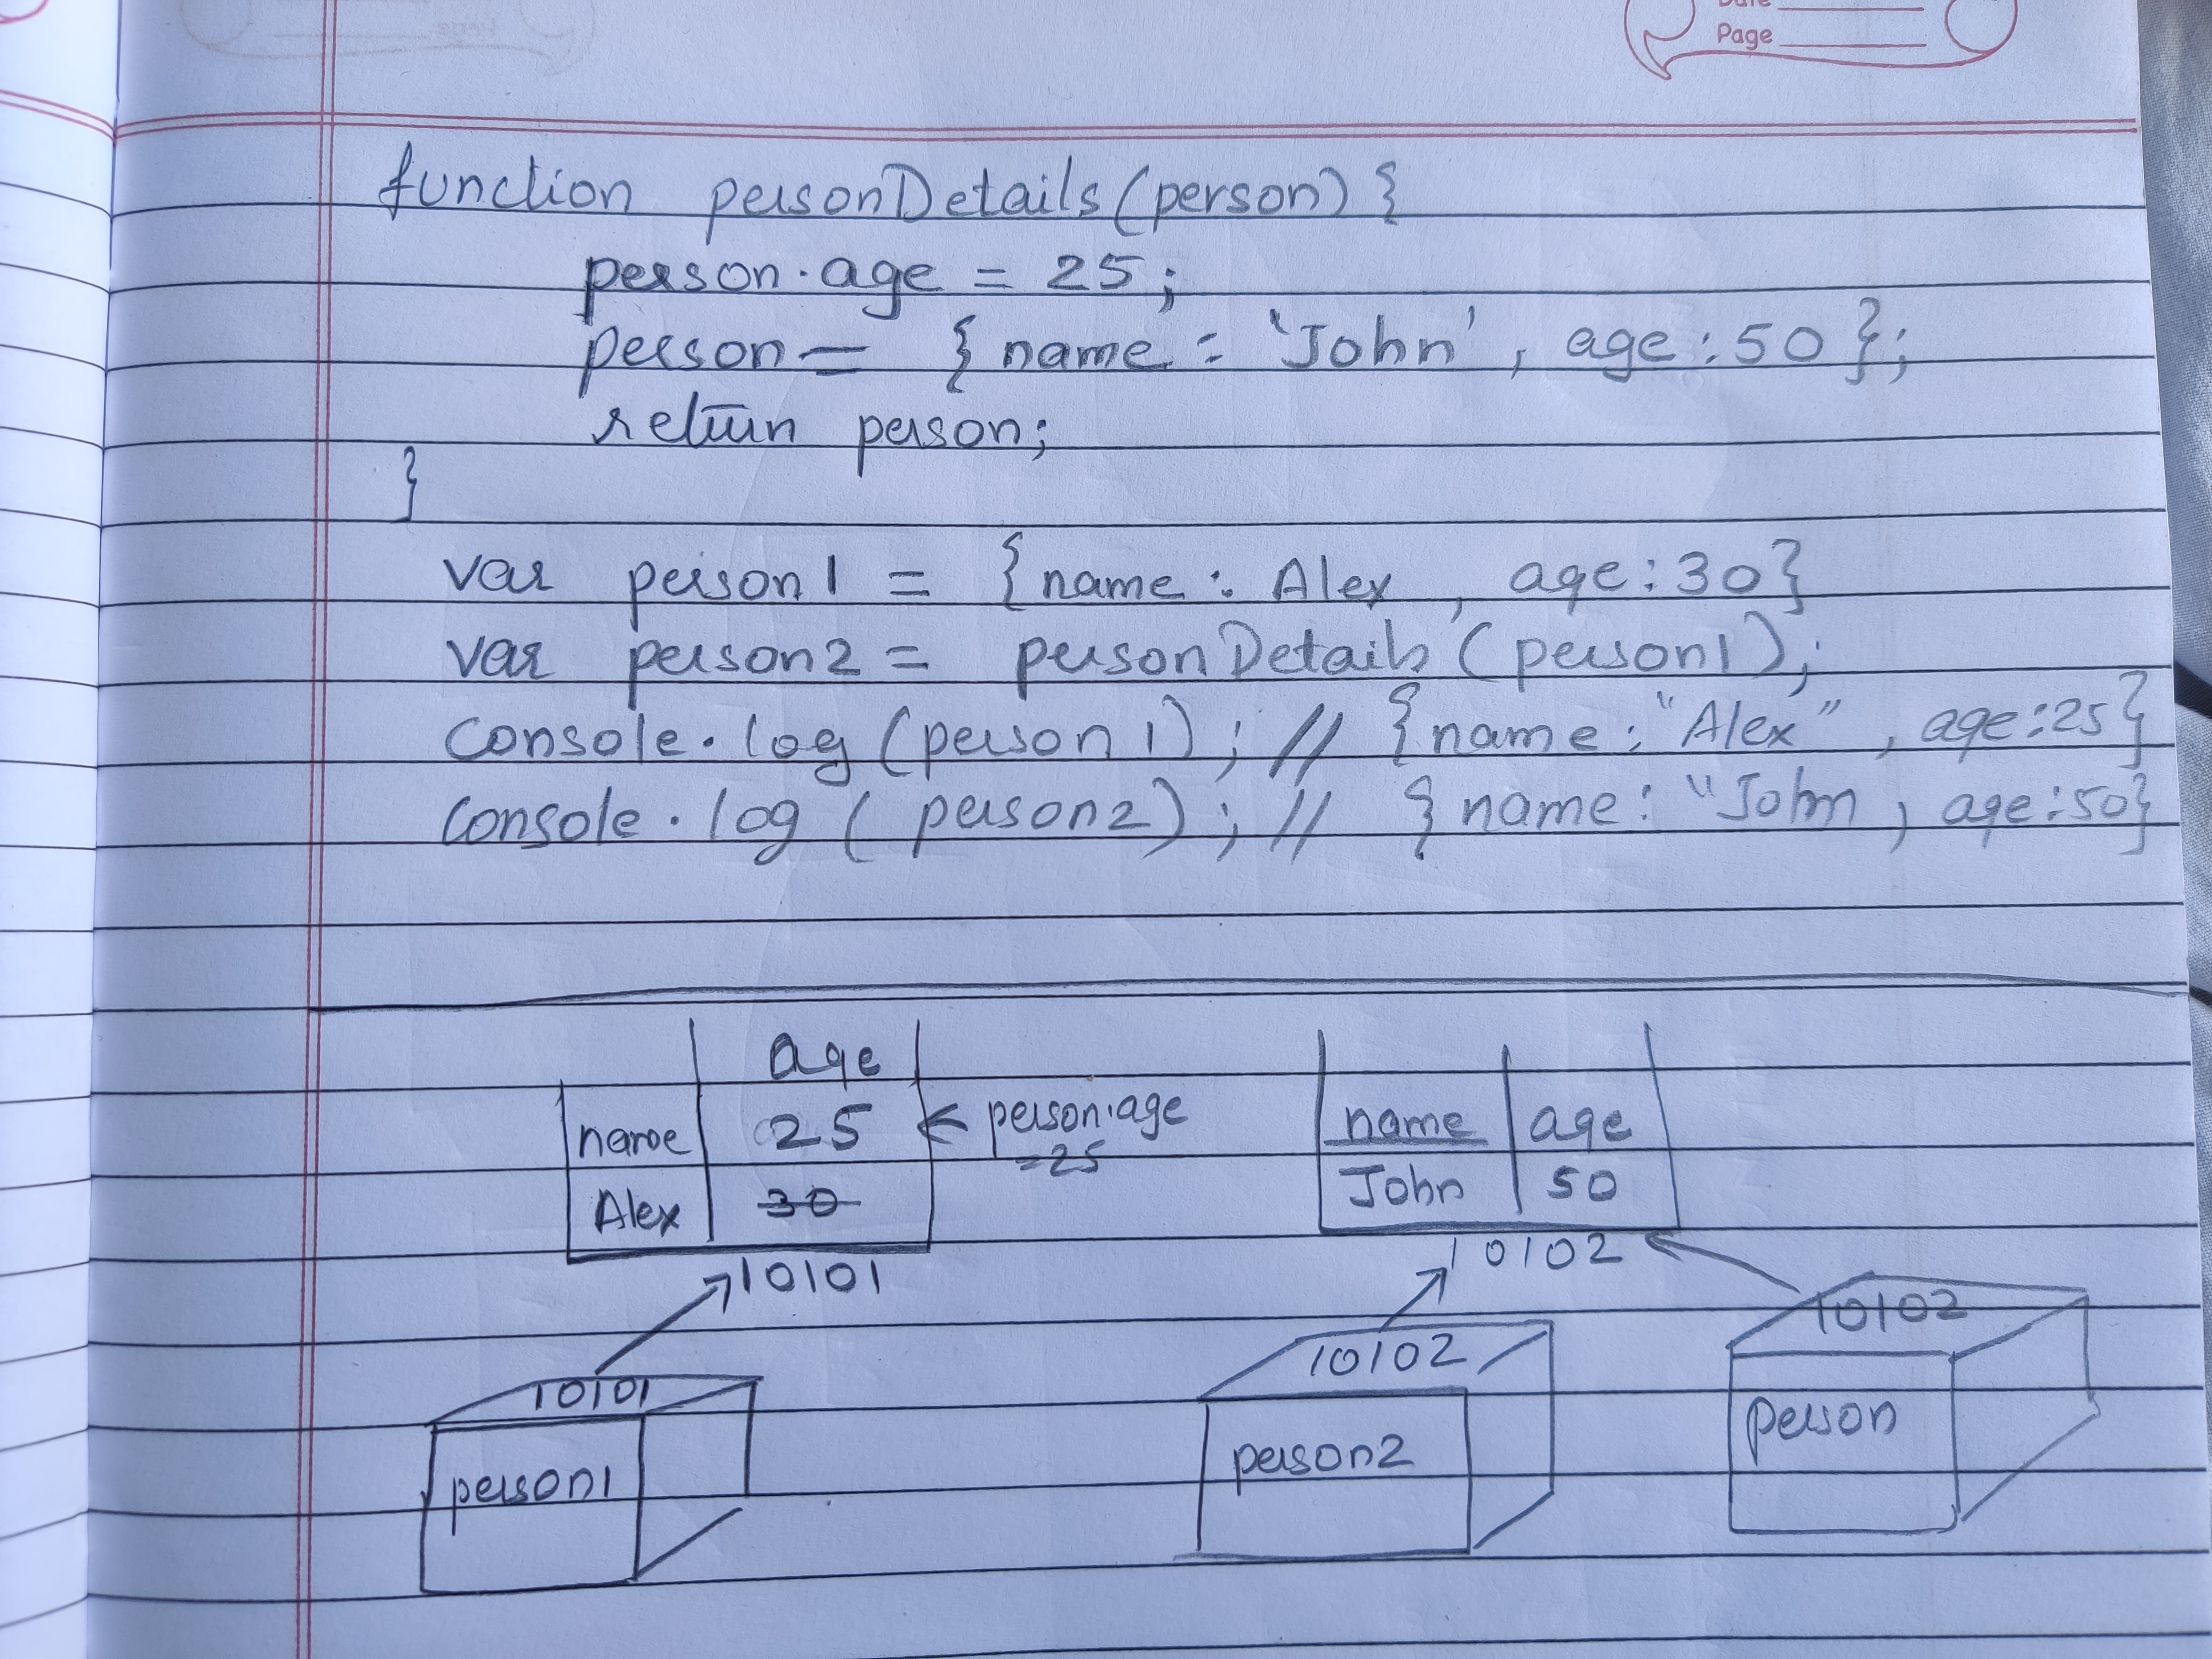 Date
Page
function personDetails(person) {
person.age = 25;
person = { name : 'John', age : 50 };
return person;
}
var person1 = { name : Alex, age : 30}
var person2 = personDetails(person1);
console.log(person1); // { name : "Alex", age : 25}
console.log(person2); // { name : "John, age : 50}
age
name 25 ← person.age
=25
Alex 30
10101
name age
John 50
10102
10101
person1
10102
person2
10102
person